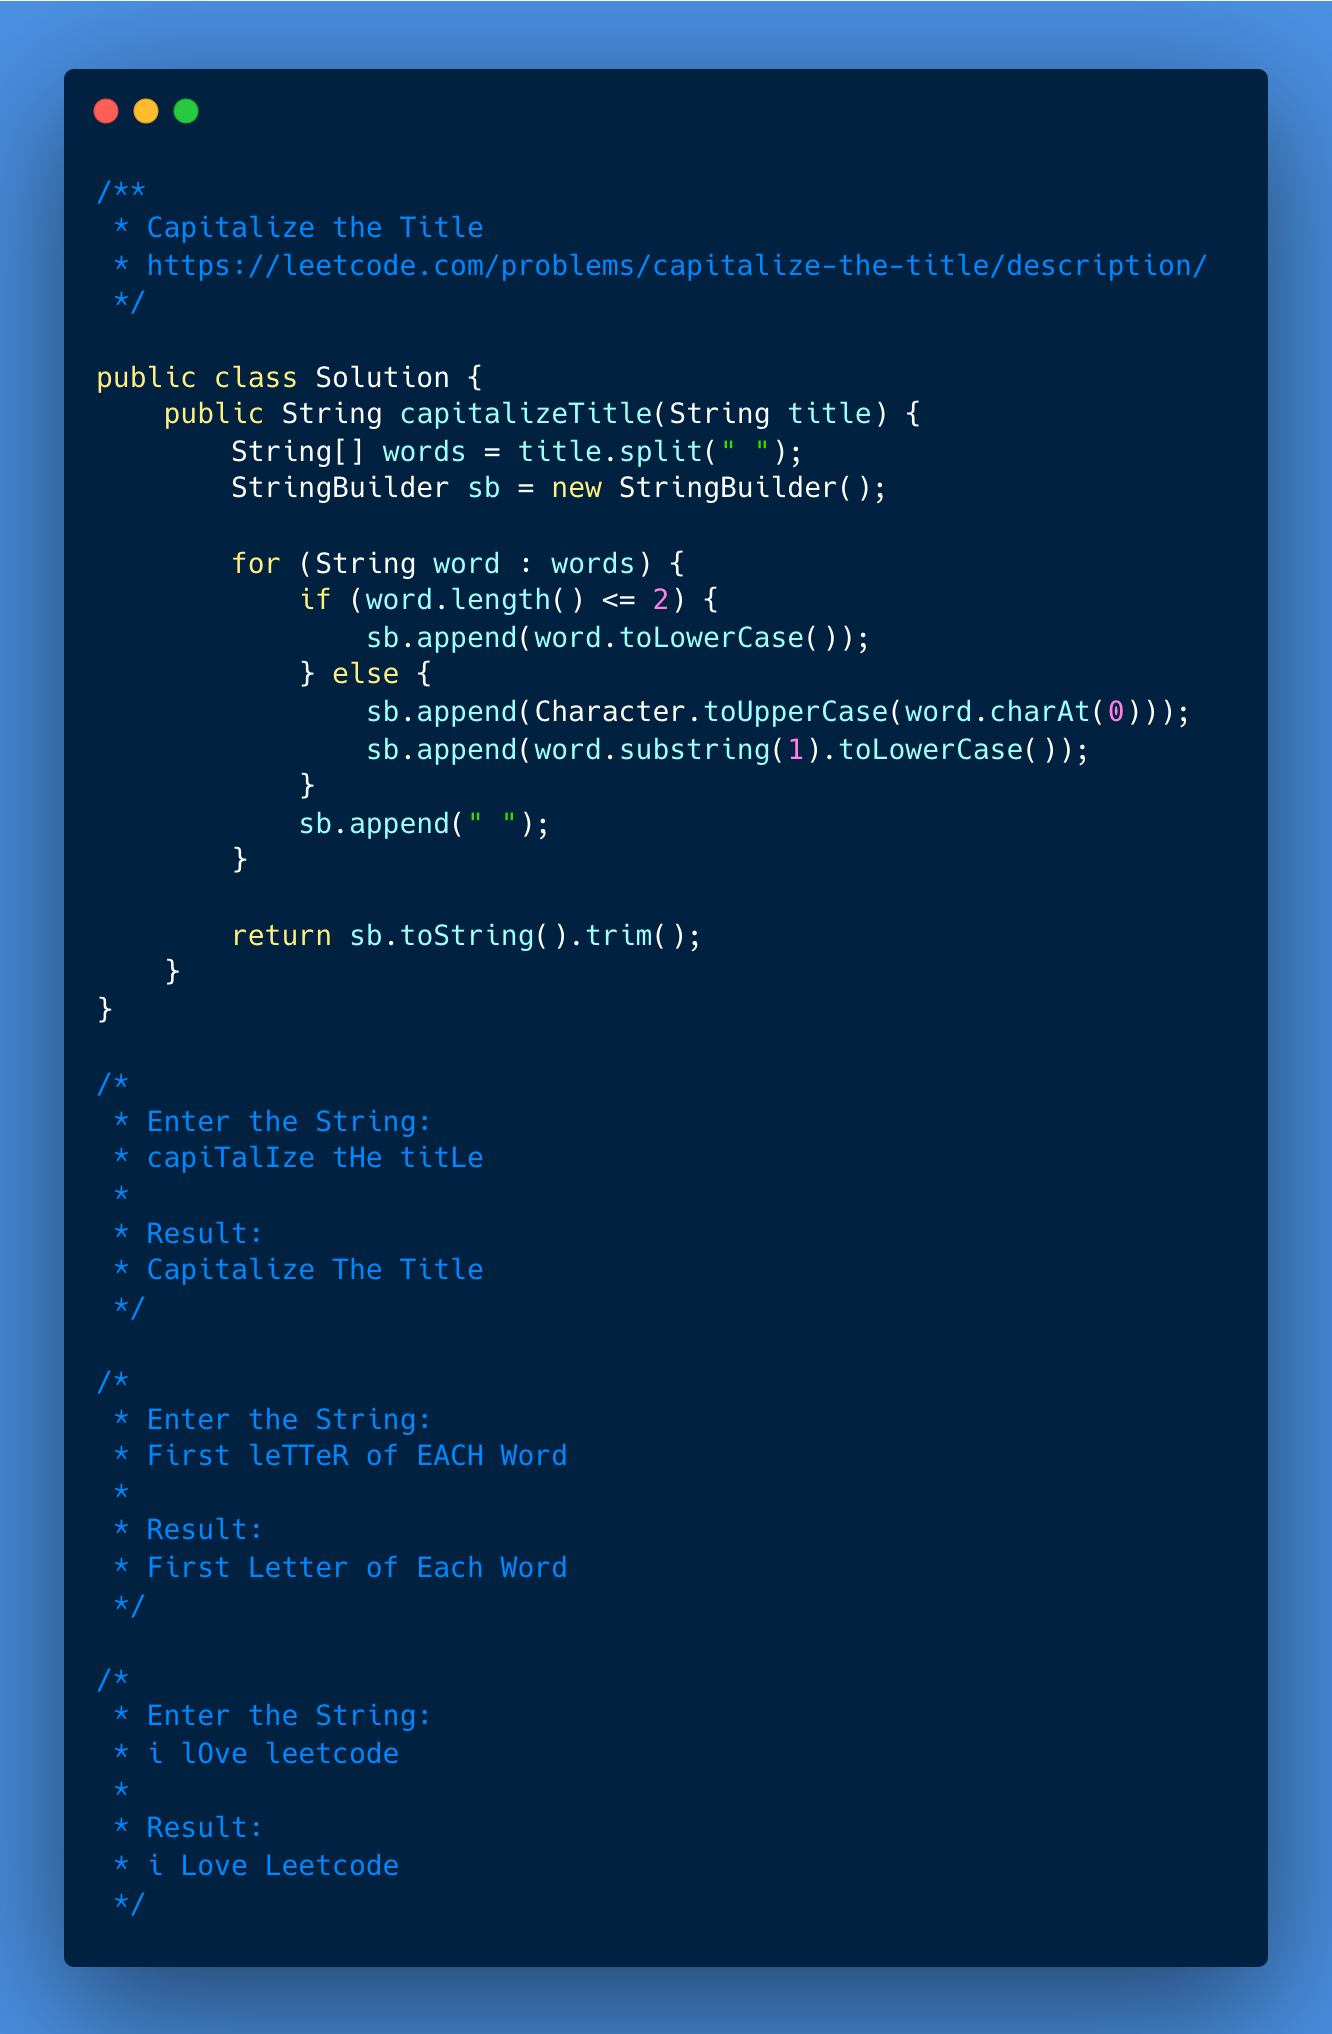 /**
 * Capitalize the Title
 * https://leetcode.com/problems/capitalize-the-title/description/
 */

public class Solution {
    public String capitalizeTitle(String title) {
        String[] words = title.split(" ");
        StringBuilder sb = new StringBuilder();

        for (String word : words) {
            if (word.length() <= 2) {
                sb.append(word.toLowerCase());
            } else {
                sb.append(Character.toUpperCase(word.charAt(0)));
                sb.append(word.substring(1).toLowerCase());
            }
            sb.append(" ");
        }

        return sb.toString().trim();
    }
}

/*
 * Enter the String:
 * capiTalIze tHe titLe
 *
 * Result:
 * Capitalize The Title
 */

/*
 * Enter the String:
 * First leTTeR of EACH Word
 *
 * Result:
 * First Letter of Each Word
 */

/*
 * Enter the String:
 * i lOve leetcode
 *
 * Result:
 * i Love Leetcode
 */